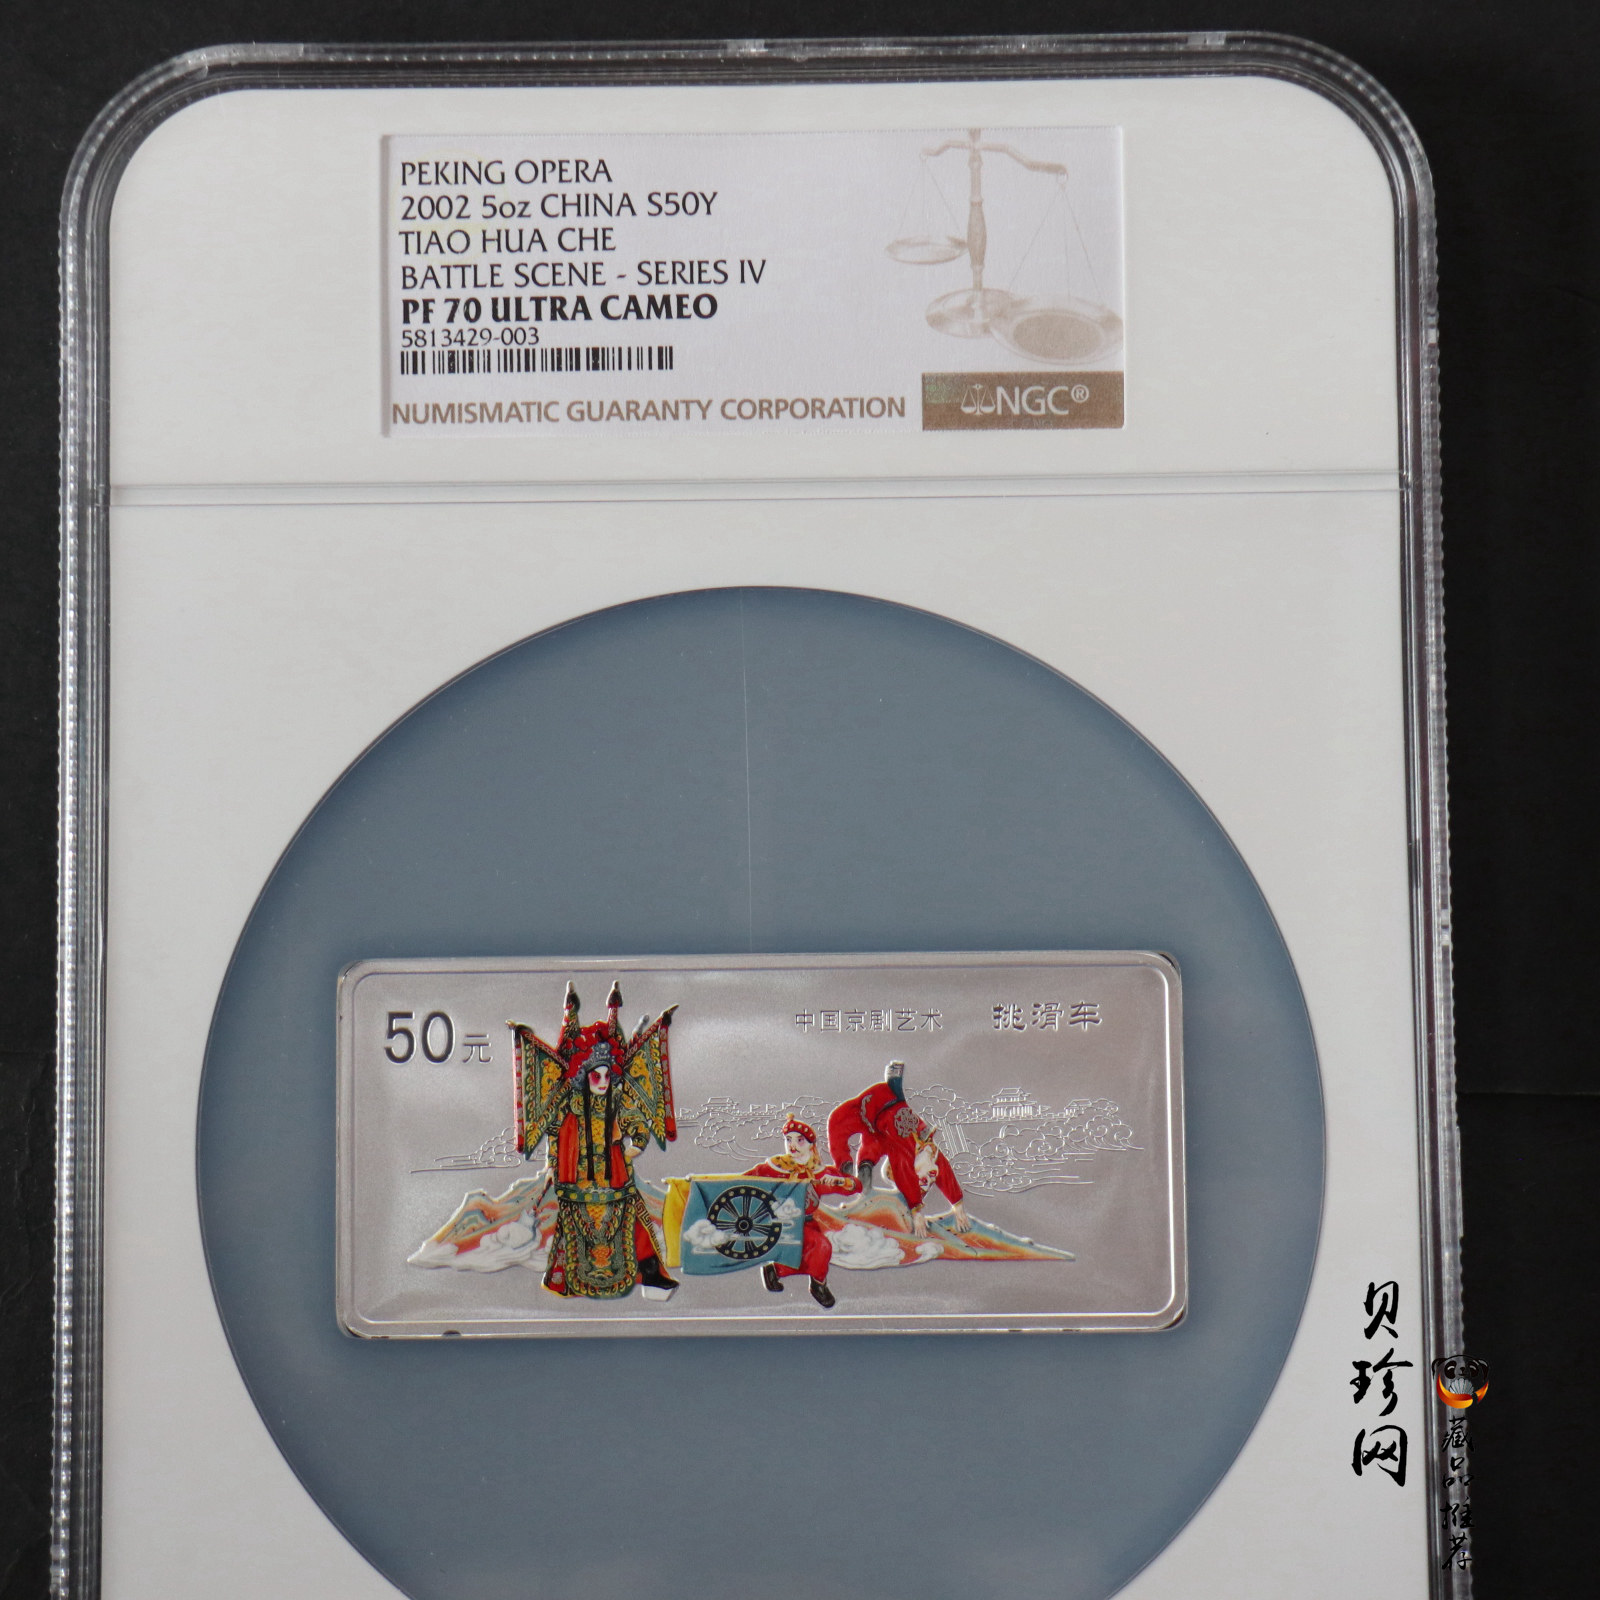 PEKING OPERA
2002 5oz CHINA S50Y
TIAO HUA CHE
BATTLE SCENE - SERIES IV
PF 70 ULTRA CAMEO
5813429-003
NUMISMATIC GUARANTY CORPORATION
NGC®
50元
中国京剧艺术 挑滑车
贝珍网
藏品推荐